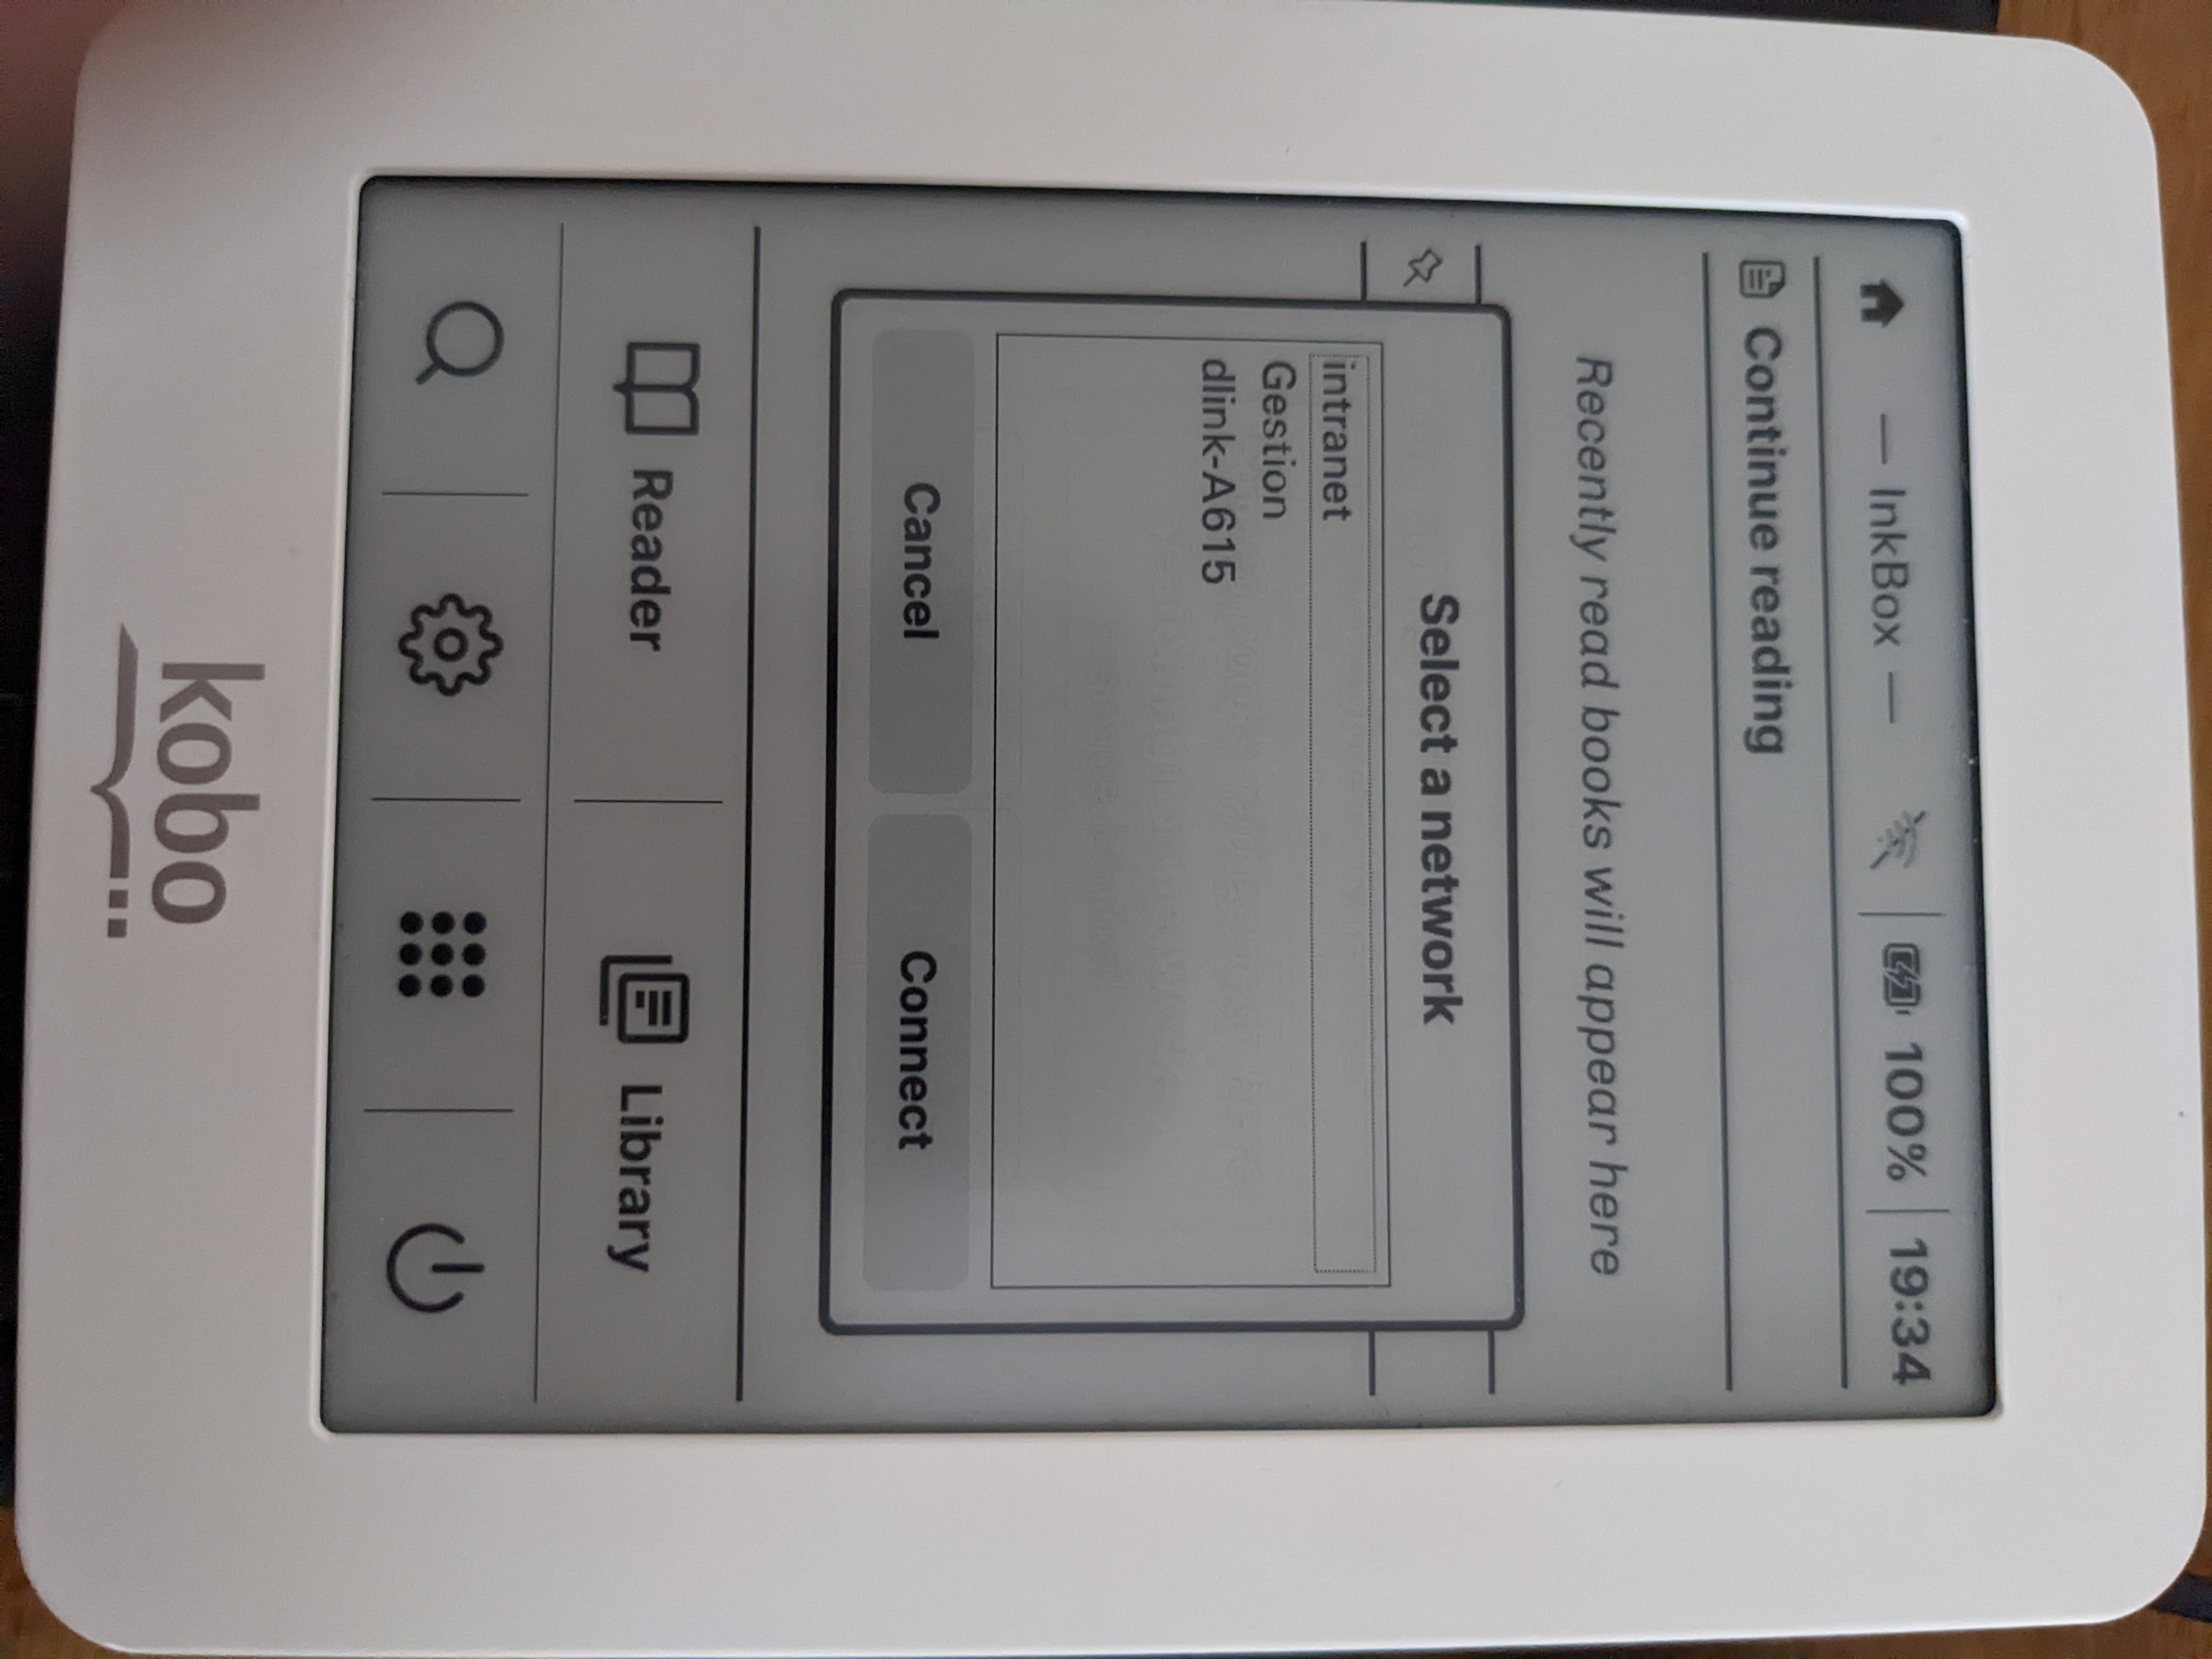 — InkBox —
100%
19:34
Continue reading
Recently read books will appear here
Select a network
intranet
Gestion
dlink-A615
Cancel
Connect
Reader
Library
kobo